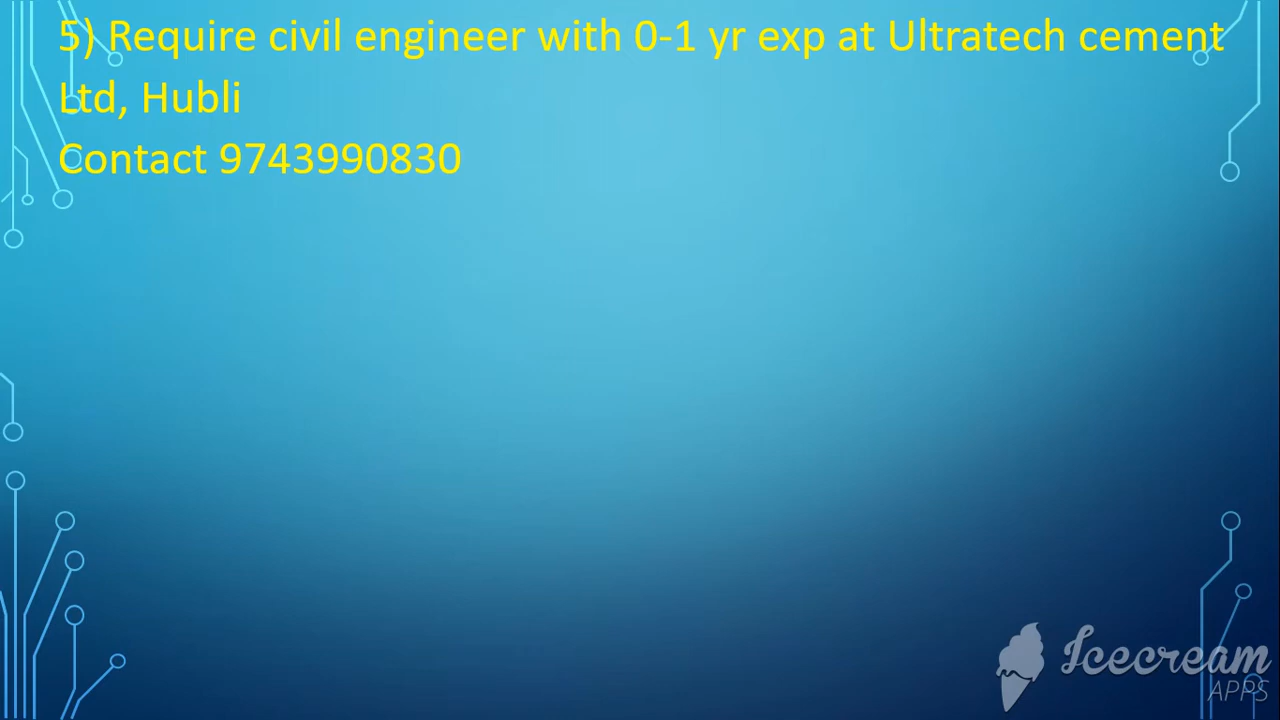 5) Require civil engineer with 0-1 yr exp at Ultratech cement
Ltd, Hubli
Contact 9743990830
Icecream
APPS